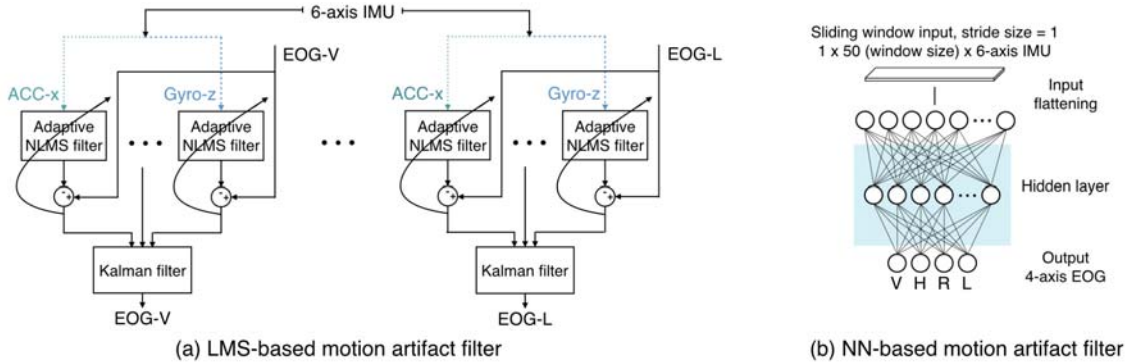 6-axis IMU
EOG-V
EOG-L
ACC-x
Gyro-z
ACC-x
Gyro-z
Adaptive
NLMS filter
Adaptive
NLMS filter
Adaptive
NLMS filter
Adaptive
NLMS filter
- +
- +
- +
- +
Kalman filter
Kalman filter
EOG-V
EOG-L
(a) LMS-based motion artifact filter
Sliding window input, stride size = 1
1 x 50 (window size) x 6-axis IMU
Input
flattening
Hidden layer
Output
4-axis EOG
V H R L
(b) NN-based motion artifact filter